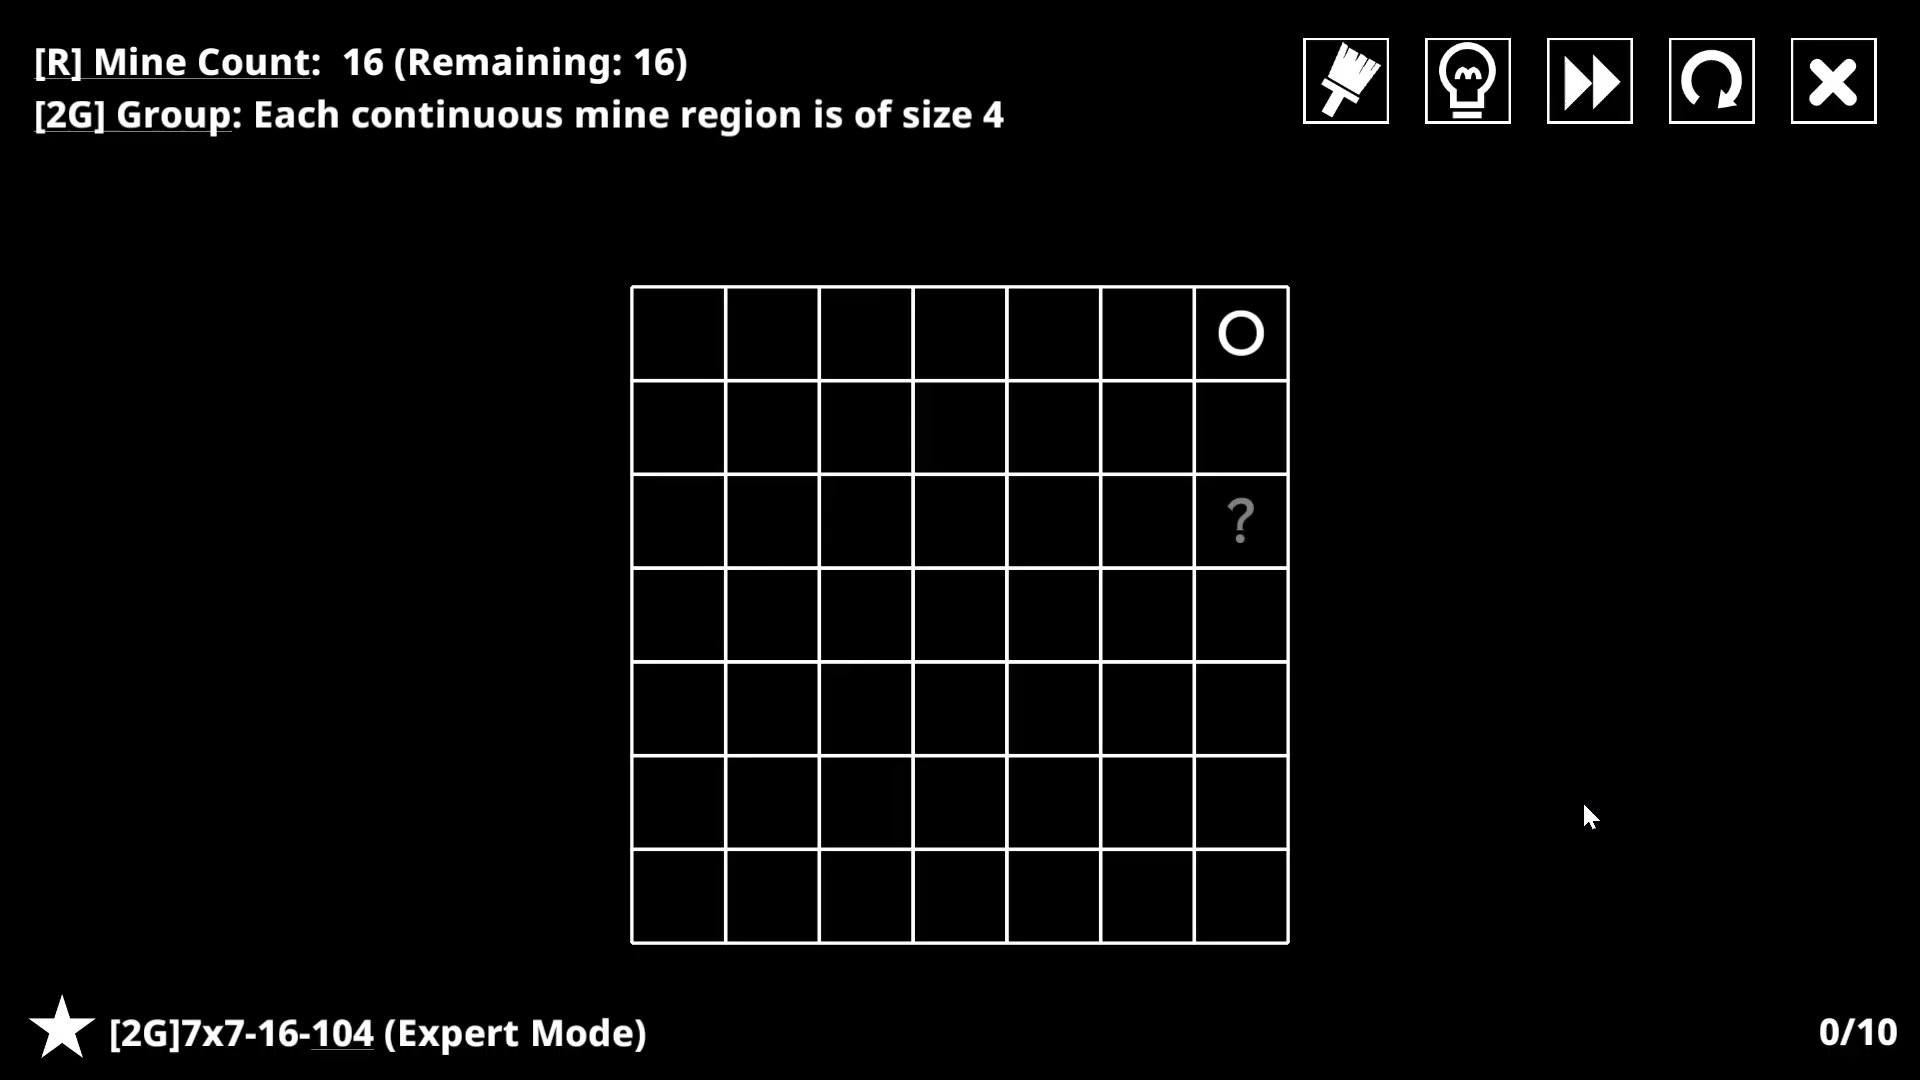 [R] Mine Count: 16 (Remaining: 16)
[2G] Group: Each continuous mine region is of size 4
?
[2G]7x7-16-104 (Expert Mode)
0/10